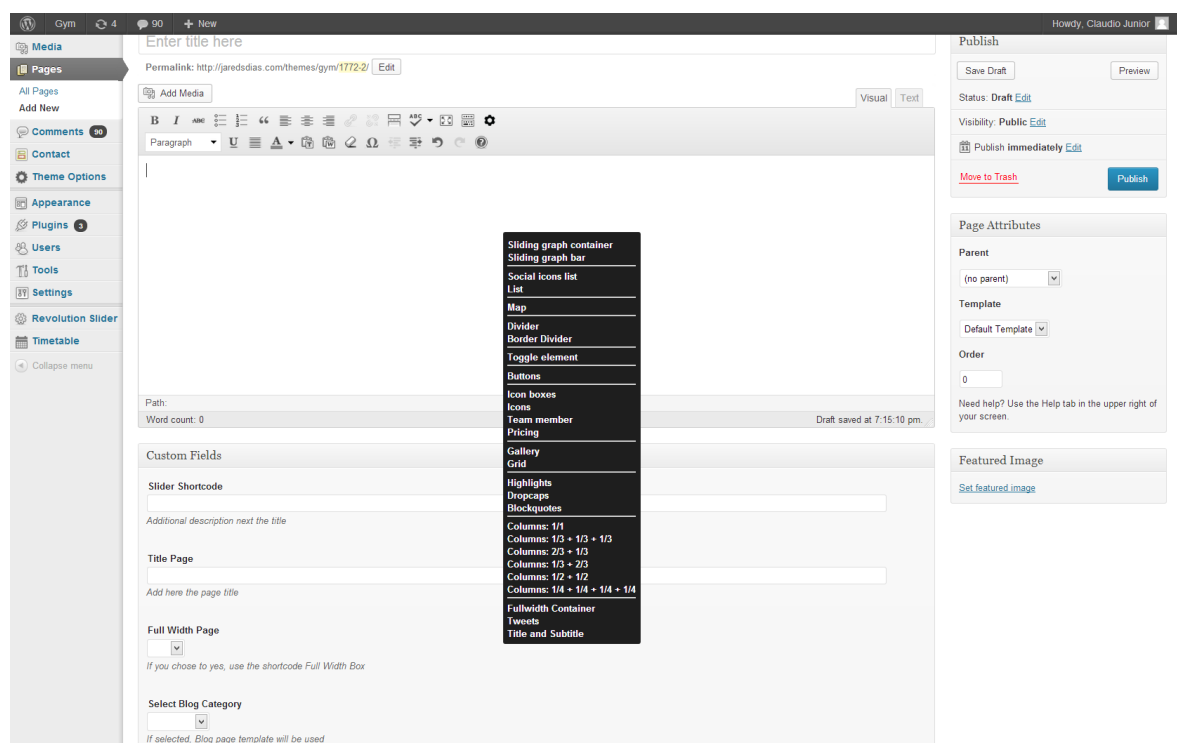 Gym 4 90 + New Howdy, Claudio Junior
Media
Pages
All Pages
Add New
Comments 90
Contact
Theme Options
Appearance
Plugins 3
Users
Tools
Settings
Revolution Slider
Timetable
Collapse menu
Enter title here
Permalink: http://jaredsdias.com/themes/gym/1772-2/ Edit
Add Media
Visual Text
B I ABC ABC
Paragraph U A T W Ω ?
Path:
Word count: 0 Draft saved at 7:15:10 pm.
Custom Fields
Slider Shortcode
Additional description next the title
Title Page
Add here the page title
Full Width Page
If you chose to yes, use the shortcode Full Width Box
Select Blog Category
If selected, Blog page template will be used
Sliding graph container
Sliding graph bar
Social icons list
List
Map
Divider
Border Divider
Toggle element
Buttons
Icon boxes
Icons
Team member
Pricing
Gallery
Grid
Highlights
Dropcaps
Blockquotes
Columns: 1/1
Columns: 1/3 + 1/3 + 1/3
Columns: 2/3 + 1/3
Columns: 1/3 + 2/3
Columns: 1/2 + 1/2
Columns: 1/4 + 1/4 + 1/4 + 1/4
Fullwidth Container
Tweets
Title and Subtitle
Publish
Save Draft Preview
Status: Draft Edit
Visibility: Public Edit
Publish immediately Edit
Move to Trash Publish
Page Attributes
Parent
(no parent)
Template
Default Template
Order
0
Need help? Use the Help tab in the upper right of
your screen.
Featured Image
Set featured image